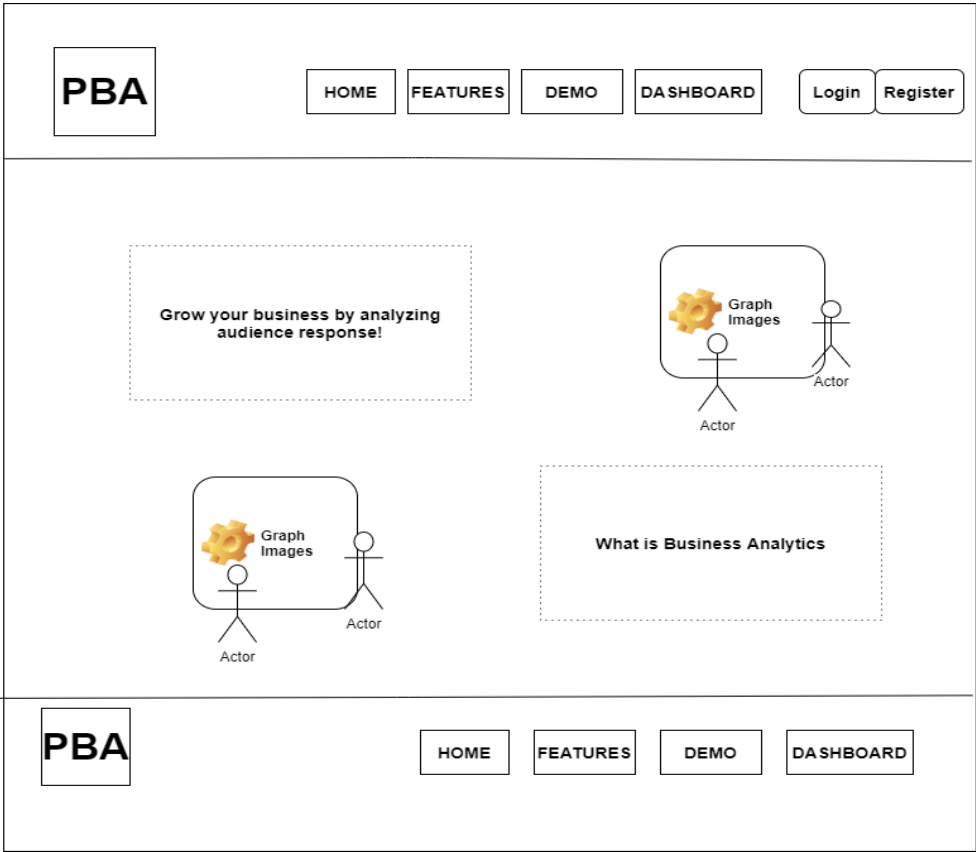 PBA
HOME
FEATURES
DEMO
DASHBOARD
Login
Register
Grow your business by analyzing
audience response!
Graph
Images
Actor
Actor
Graph
Images
Actor
Actor
What is Business Analytics
PBA
HOME
FEATURES
DEMO
DASHBOARD